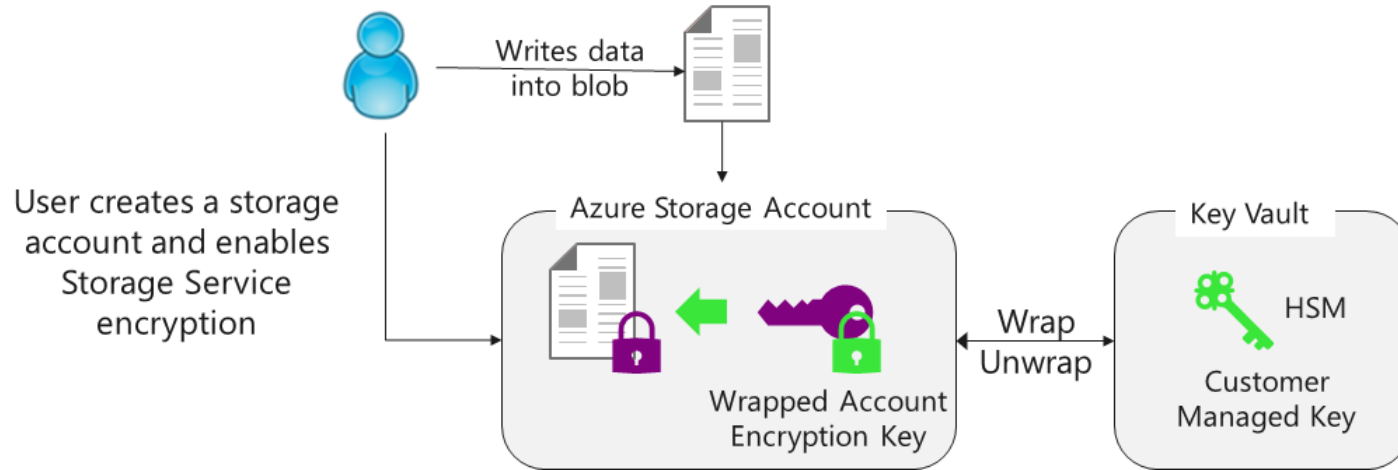 Writes data
into blob
User creates a storage
account and enables
Storage Service
encryption
Azure Storage Account
Wrapped Account
Encryption Key
Wrap
Unwrap
Key Vault
HSM
Customer
Managed Key